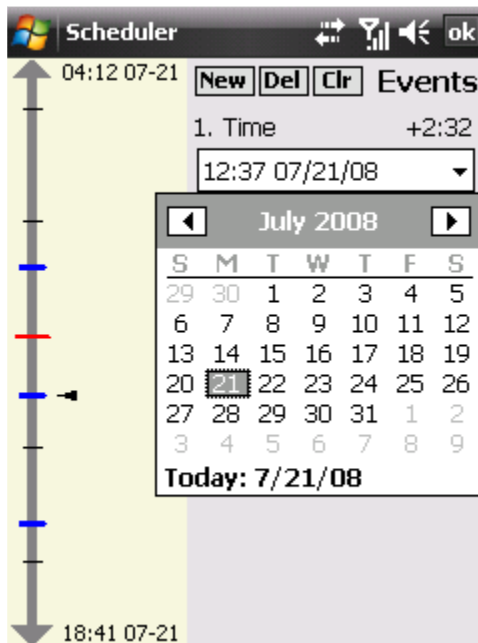 Scheduler ok
04:12 07-21
New Del Clr Events
1. Time +2:32
12:37 07/21/08
July 2008
S M T W T F S
29 30 1 2 3 4 5
6 7 8 9 10 11 12
13 14 15 16 17 18 19
20 21 22 23 24 25 26
27 28 29 30 31 1 2
3 4 5 6 7 8 9
Today: 7/21/08
18:41 07-21